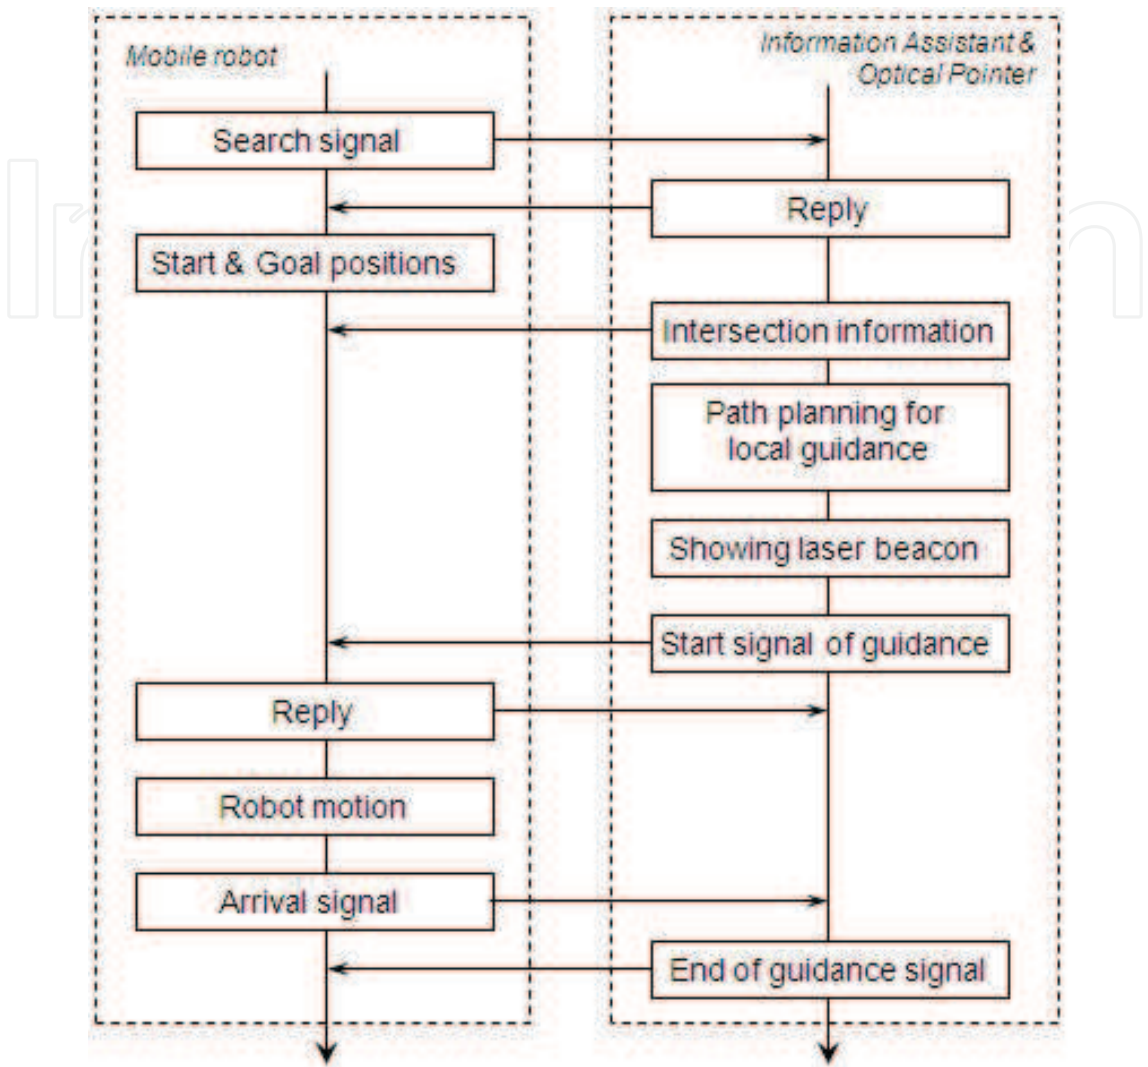 Mobile robot
Information Assistant &
Optical Pointer
Search signal
Reply
Start & Goal positions
Intersection information
Path planning for
local guidance
Showing laser beacon
Start signal of guidance
Reply
Robot motion
Arrival signal
End of guidance signal